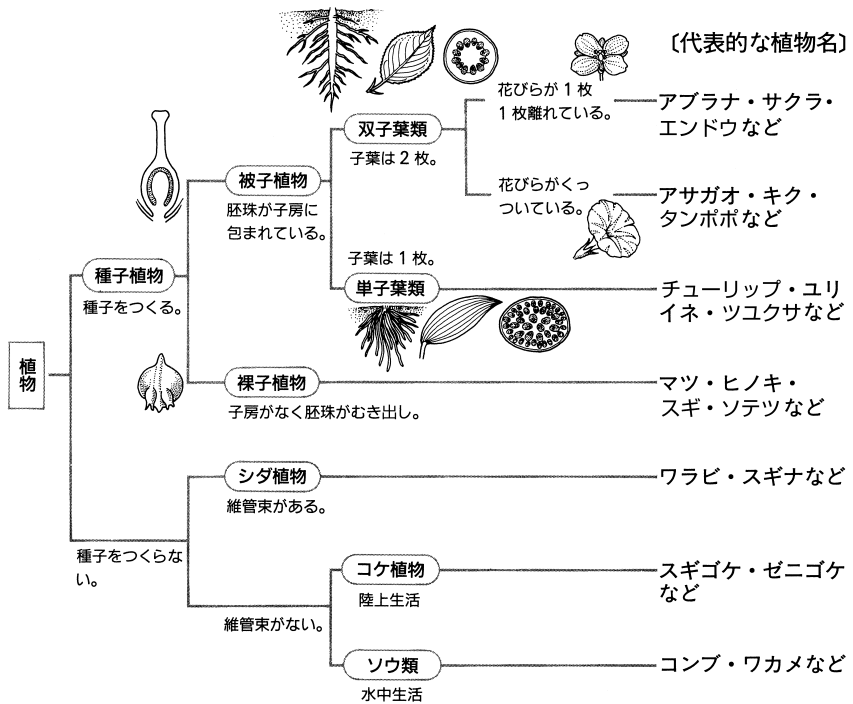 〔代表的な植物名〕
花びらが1枚
1枚離れている。
アブラナ・サクラ・
エンドウなど
双子葉類
子葉は2枚。
花びらがくっ
ついている。
アサガオ・キク・
タンポポなど
被子植物
胚珠が子房に
包まれている。
子葉は1枚。
単子葉類
チューリップ・ユリ
イネ・ツユクサなど
種子植物
種子をつくる。
植物
裸子植物
子房がなく胚珠がむき出し。
マツ・ヒノキ・
スギ・ソテツなど
シダ植物
維管束がある。
ワラビ・スギナなど
種子をつくらな
い。
コケ植物
陸上生活
スギゴケ・ゼニゴケ
など
維管束がない。
ソウ類
水中生活
コンブ・ワカメなど